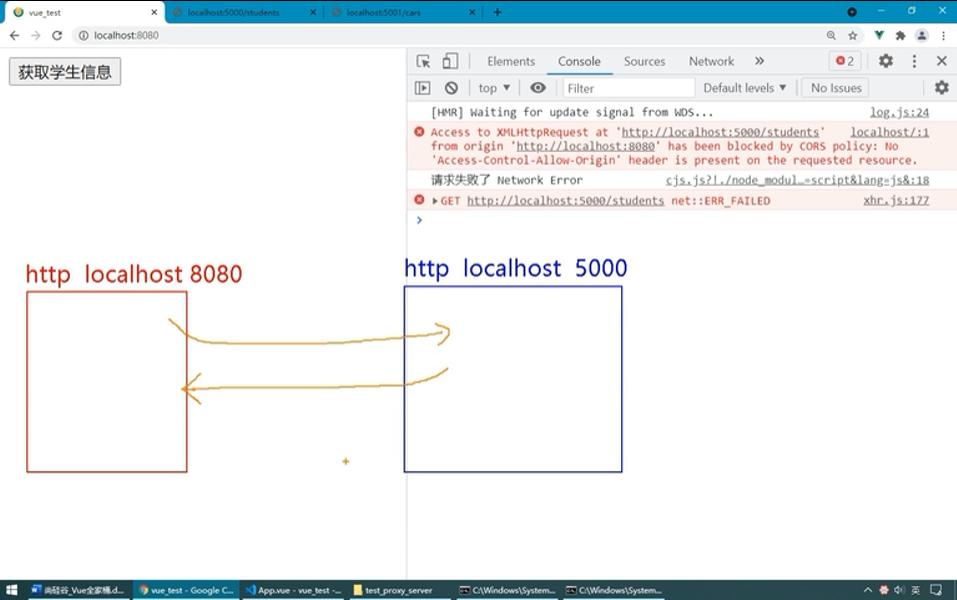 vue_test
localhost:5000/students
localhost:5001/cars
localhost:8080
获取学生信息
Elements Console Sources Network » 2
top ▼ Filter Default levels ▼ No Issues
[HMR] Waiting for update signal from WDS... log.js:24
Access to XMLHttpRequest at 'http://localhost:5000/students' localhost/:1
from origin 'http://localhost:8080' has been blocked by CORS policy: No
'Access-Control-Allow-Origin' header is present on the requested resource.
请求失败了 Network Error cjs.js?!./node_modul…=script&lang=js&:18
GET http://localhost:5000/students net::ERR_FAILED xhr.js:177
http localhost 8080
http localhost 5000
尚硅谷_Vue全家桶.d...
vue_test - Google C...
App.vue - vue_test -...
test_proxy_server
C:\Windows\System...
C:\Windows\System...
英